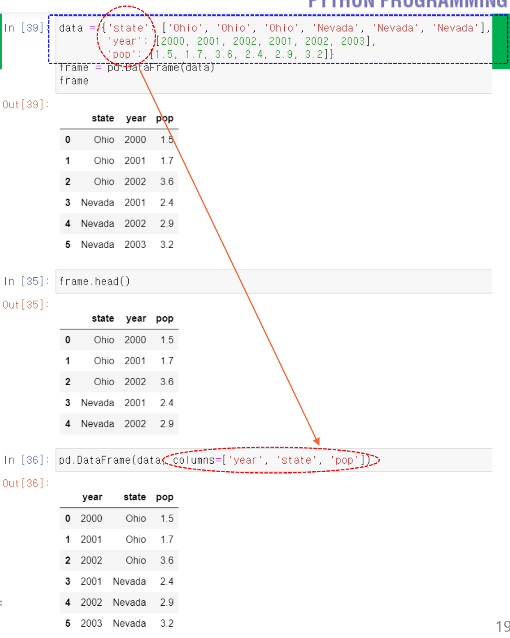 PYTHON PROGRAMMING
In [39]: data = {'state': ['Ohio', 'Ohio', 'Ohio', 'Nevada', 'Nevada', 'Nevada'],
'year': [2000, 2001, 2002, 2001, 2002, 2003],
'pop': [1.5, 1.7, 3.6, 2.4, 2.9, 3.2]}
frame = pd.DataFrame(data)
frame
Out[39]:
state year pop
0 Ohio 2000 1.5
1 Ohio 2001 1.7
2 Ohio 2002 3.6
3 Nevada 2001 2.4
4 Nevada 2002 2.9
5 Nevada 2003 3.2
In [35]: frame.head()
Out[35]:
state year pop
0 Ohio 2000 1.5
1 Ohio 2001 1.7
2 Ohio 2002 3.6
3 Nevada 2001 2.4
4 Nevada 2002 2.9
In [36]: pd.DataFrame(data, columns=['year', 'state', 'pop'])
Out[36]:
year state pop
0 2000 Ohio 1.5
1 2001 Ohio 1.7
2 2002 Ohio 3.6
3 2001 Nevada 2.4
4 2002 Nevada 2.9
5 2003 Nevada 3.2
19